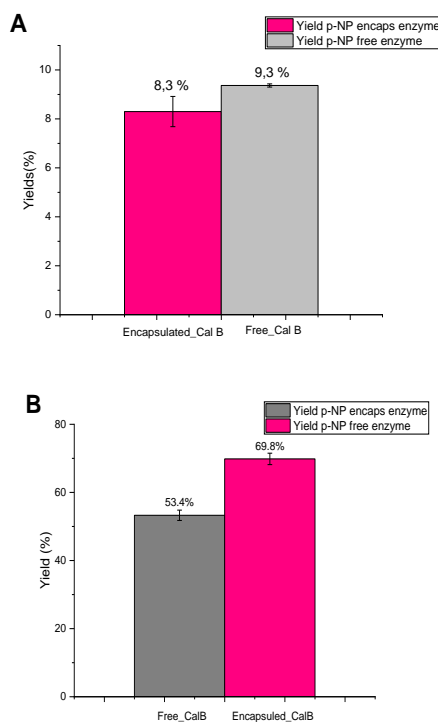 A
Yield p-NP encaps enzyme
Yield p-NP free enzyme
10
8
6
4
2
0
Yields(%)
8,3 %
9,3 %
Encapsulated_Cal B
Free_Cal B
B
Yield p-NP encaps enzyme
Yield p-NP free enzyme
80
60
40
20
0
Yield (%)
53.4%
69.8%
Free_CalB
Encapsuled_CalB